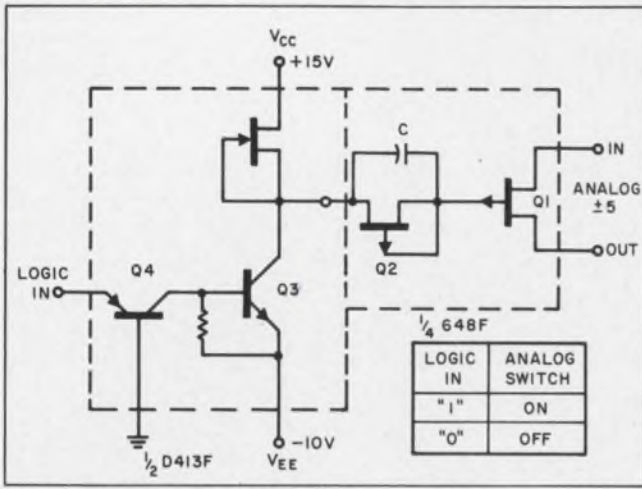 VCC
+15V
C
IN
Q1
ANALOG
±5
Q2
OUT
LOGIC
IN
Q4
Q3
1/4 648F
LOGIC IN
ANALOG SWITCH
"1"
ON
"0"
OFF
-10V
VEE
1/2 D413F